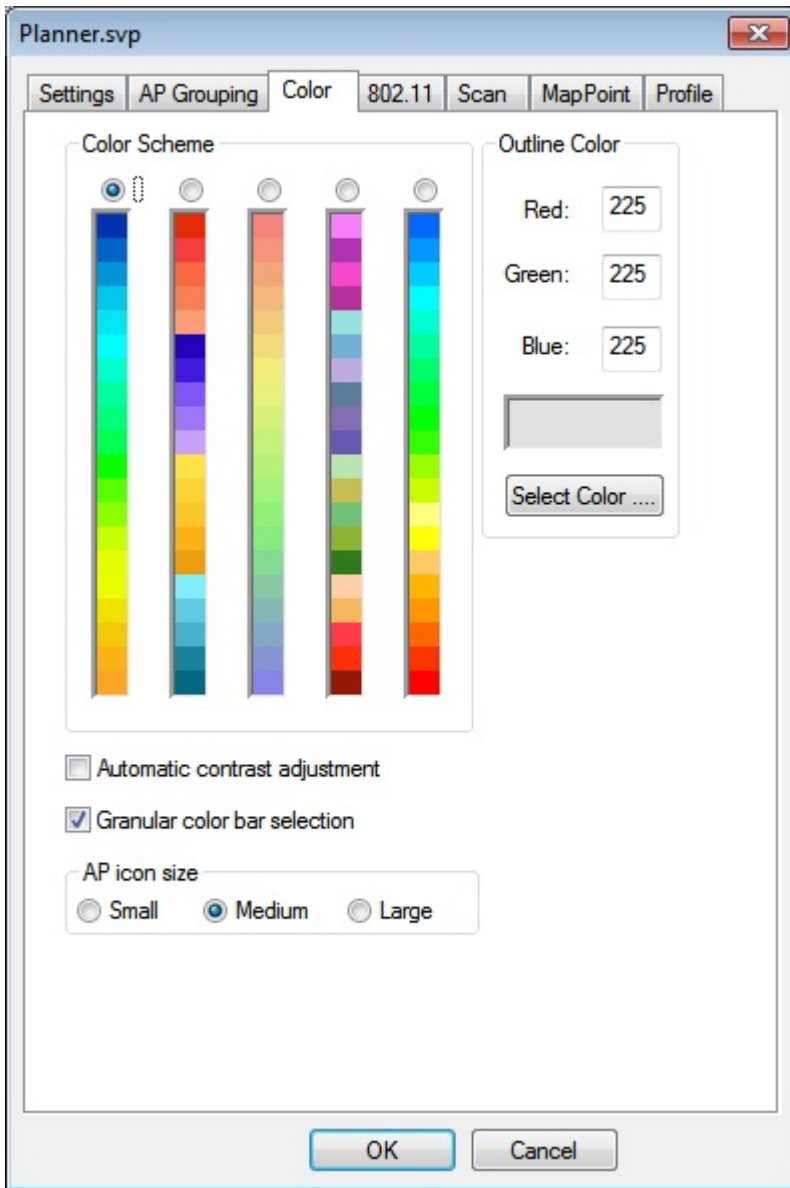 Planner.svp
Settings AP Grouping Color 802.11 Scan MapPoint Profile
Color Scheme
Outline Color
Red: 225
Green: 225
Blue: 225
Select Color ....
Automatic contrast adjustment
Granular color bar selection
AP icon size
Small Medium Large
OK Cancel